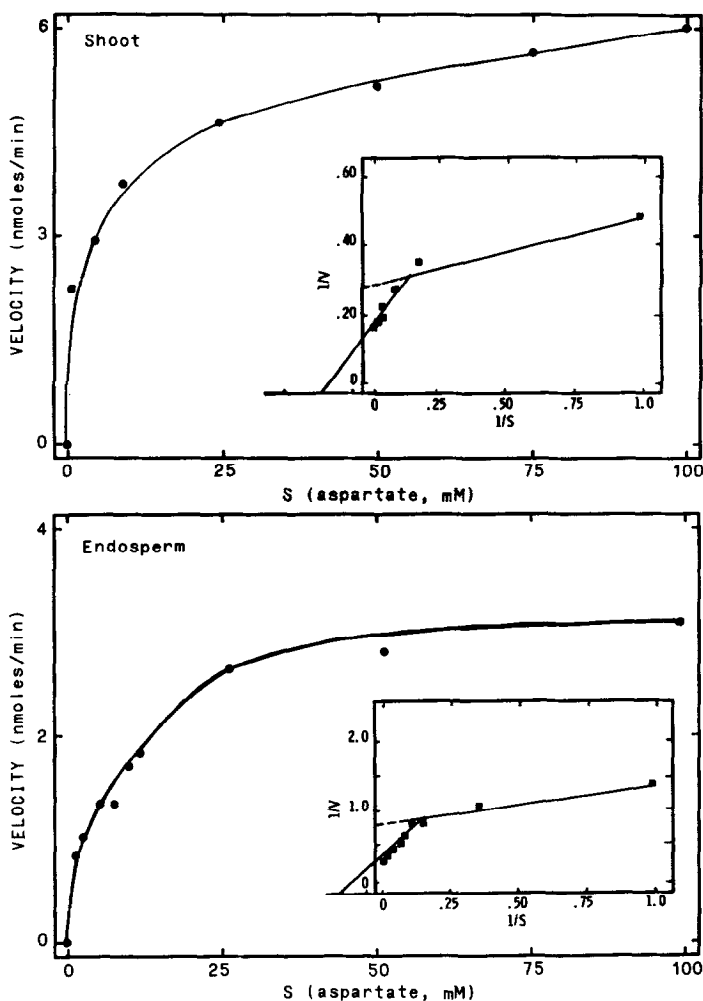 Shoot
VELOCITY (nmoles/min)
6
3
0
1/V
.60
.40
.20
0
0 .25 .50 .75 1.0
1/S
0 25 50 75 100
S (aspartate, mM)
Endosperm
VELOCITY (nmoles/min)
4
2
0
1/V
2.0
1.0
0
0 .25 .50 .75 1.0
1/S
0 25 50 75 100
S (aspartate, mM)